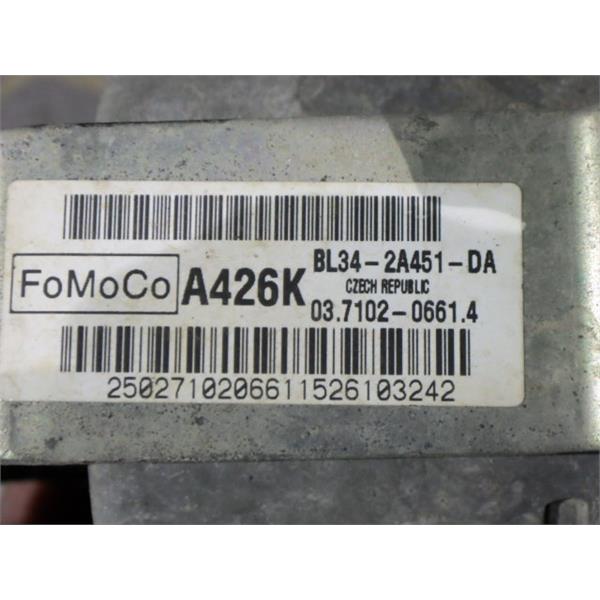 FoMoCo A426K BL34-2A451-DA
CZECH REPUBLIC
03.7102-0661.4
2502710206611526103242